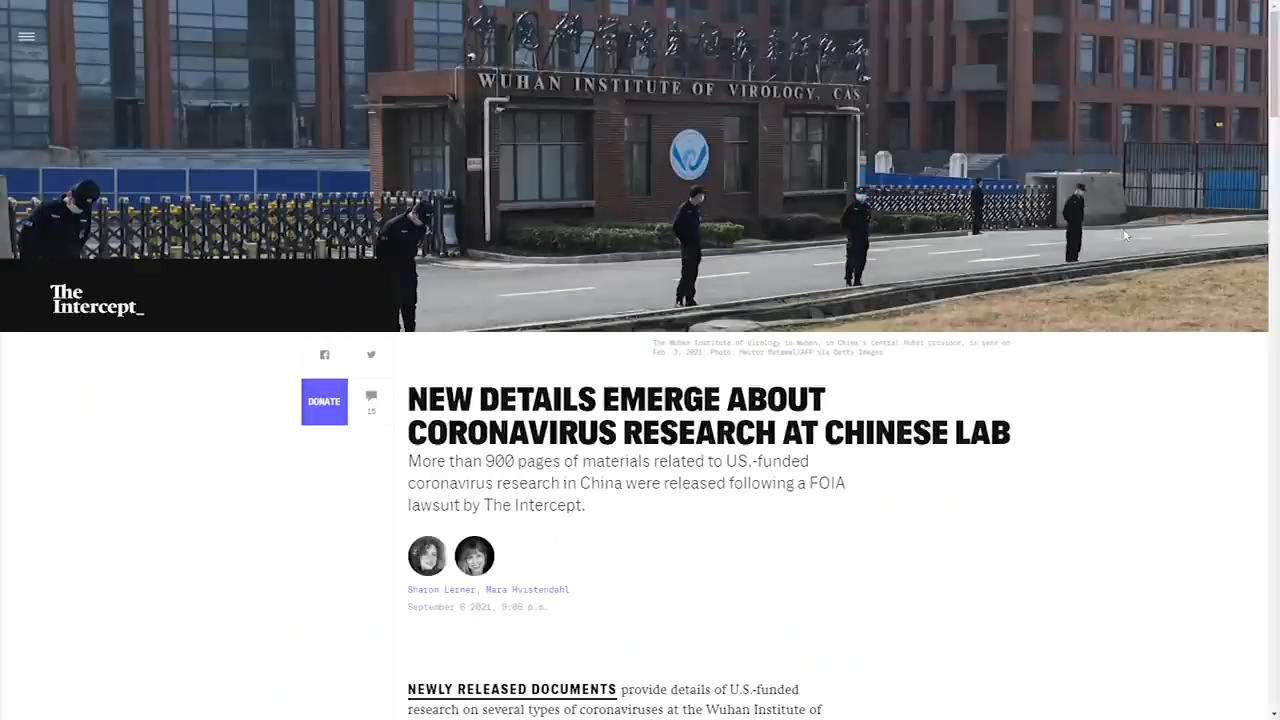 WUHAN INSTITUTE OF VIROLOGY, CAS
The
Intercept_
The Wuhan Institute of Virology in Wuhan, in China's central Hubei province, is seen on
Feb. 3, 2021. Photo: Hector Retamal/AFP via Getty Images
DONATE
15
NEW DETAILS EMERGE ABOUT
CORONAVIRUS RESEARCH AT CHINESE LAB
More than 900 pages of materials related to US.-funded
coronavirus research in China were released following a FOIA
lawsuit by The Intercept.
Sharon Lerner, Mara Hvistendahl
September 6 2021, 9:06 p.m.
NEWLY RELEASED DOCUMENTS provide details of U.S.-funded
research on several types of coronaviruses at the Wuhan Institute of